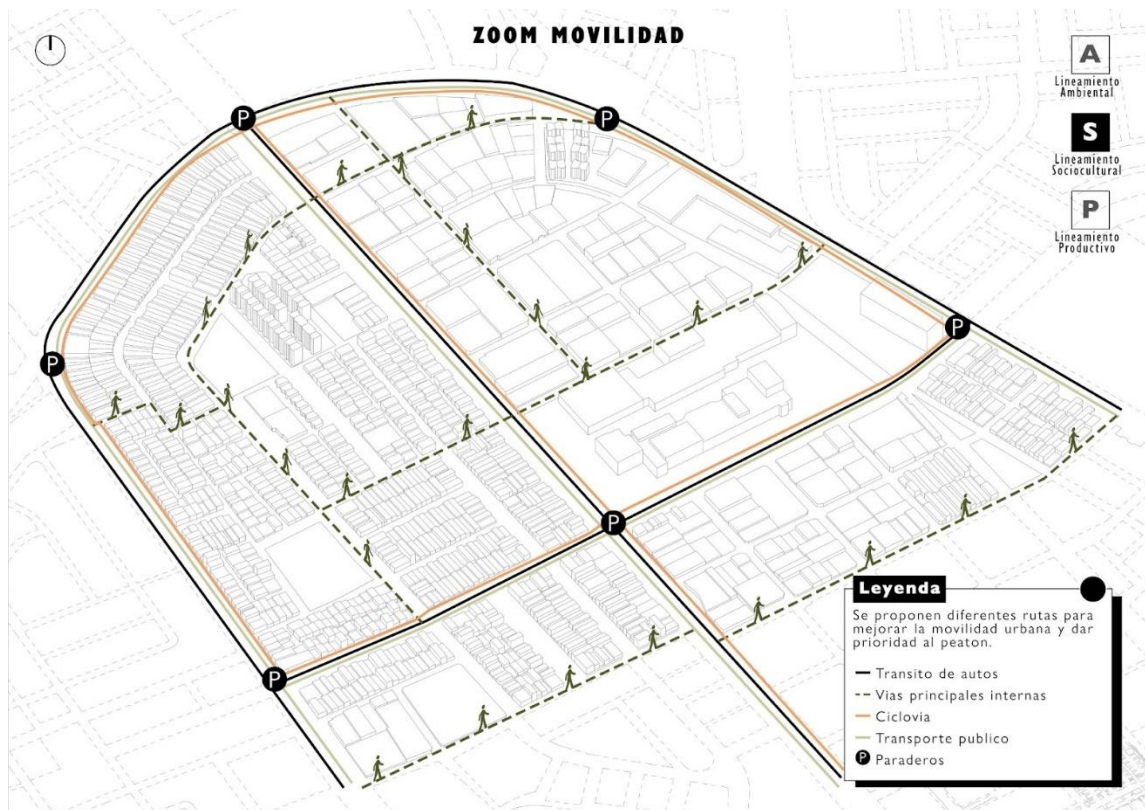 ZOOM MOVILIDAD
A
Lineamiento
Ambiental
S
Lineamiento
Sociocultural
P
Lineamiento
Productivo
P
P
P
P
P
P
Leyenda
Se proponen diferentes rutas para
mejorar la movilidad urbana y dar
prioridad al peaton.
Transito de autos
Vias principales internas
Ciclovia
Transporte publico
P Paraderos